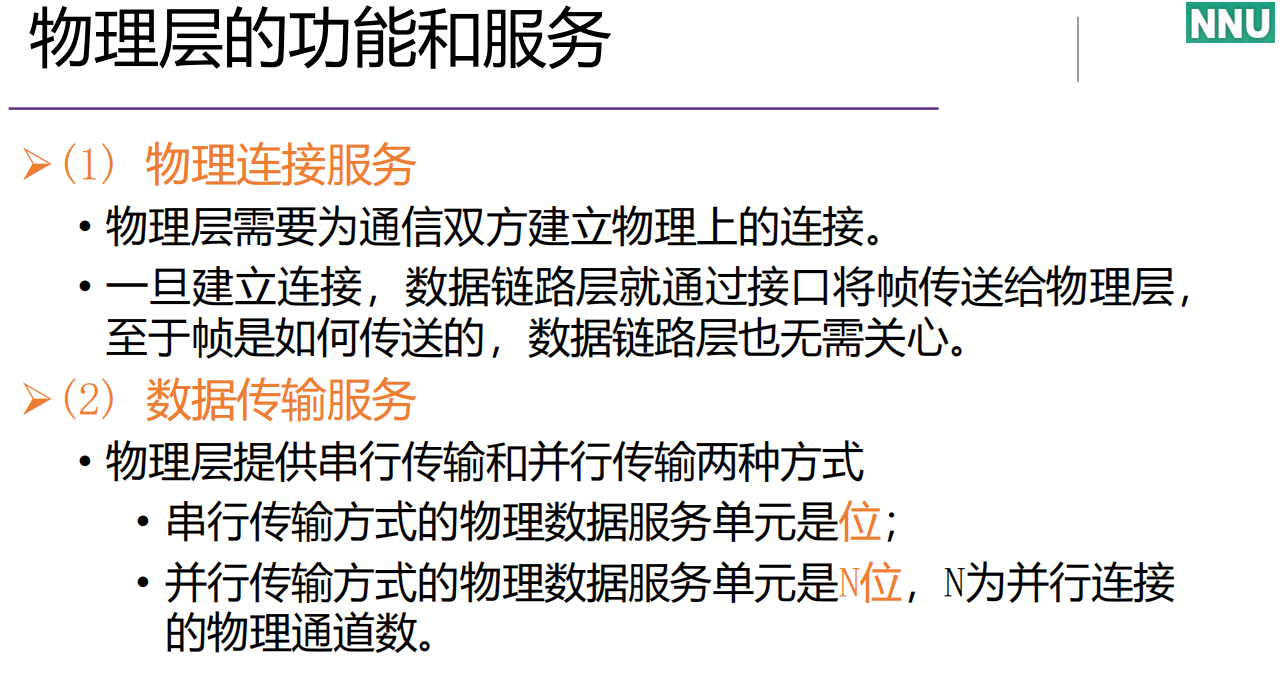 物理层的功能和服务
NNU
(1) 物理连接服务
• 物理层需要为通信双方建立物理上的连接。
• 一旦建立连接，数据链路层就通过接口将帧传送给物理层，
至于帧是如何传送的，数据链路层也无需关心。
(2) 数据传输服务
• 物理层提供串行传输和并行传输两种方式
• 串行传输方式的物理数据服务单元是位；
• 并行传输方式的物理数据服务单元是N位，N为并行连接
的物理通道数。